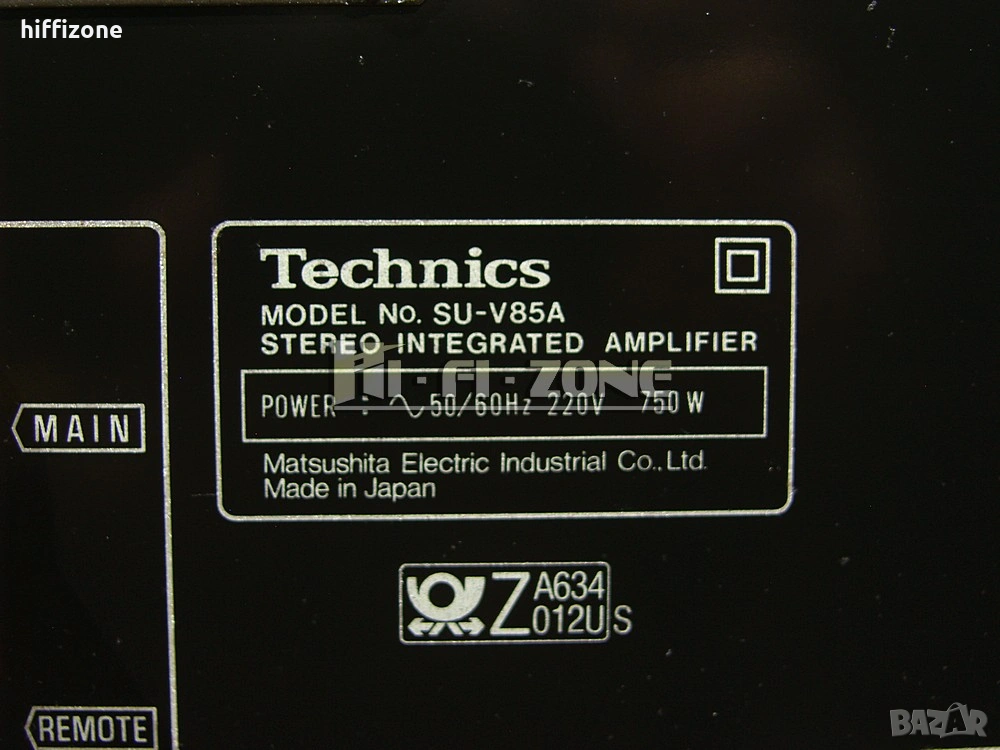 hiffizone
Technics
MODEL No. SU-V85A
STEREO INTEGRATED AMPLIFIER
Hi-Fi-ZONE
POWER : ∿ 50/60Hz 220V 750W
Matsushita Electric Industrial Co., Ltd.
Made in Japan
MAIN
Z A634
012U S
REMOTE
BAZAR